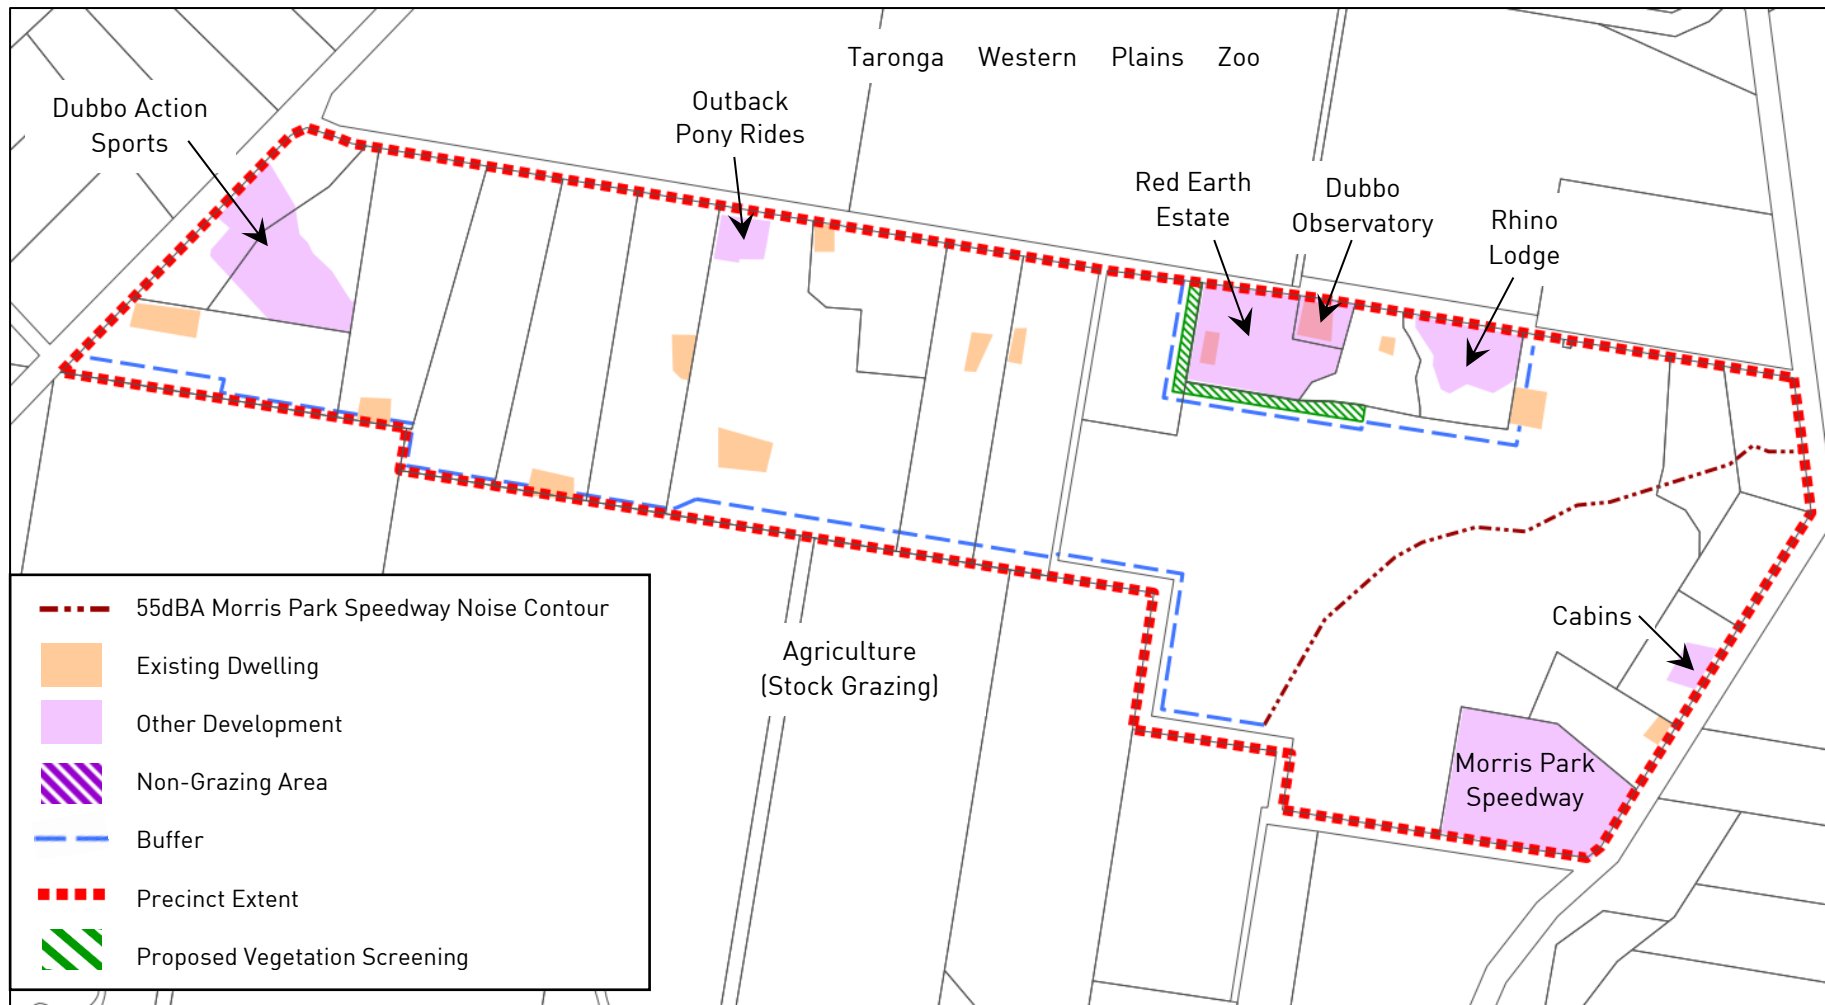 Taronga Western Plains Zoo
Dubbo Action
Sports
Outback
Pony Rides
Red Earth
Estate
Dubbo
Observatory
Rhino
Lodge
Cabins
Morris Park
Speedway
Agriculture
(Stock Grazing)
55dBA Morris Park Speedway Noise Contour
Existing Dwelling
Other Development
Non-Grazing Area
Buffer
Precinct Extent
Proposed Vegetation Screening